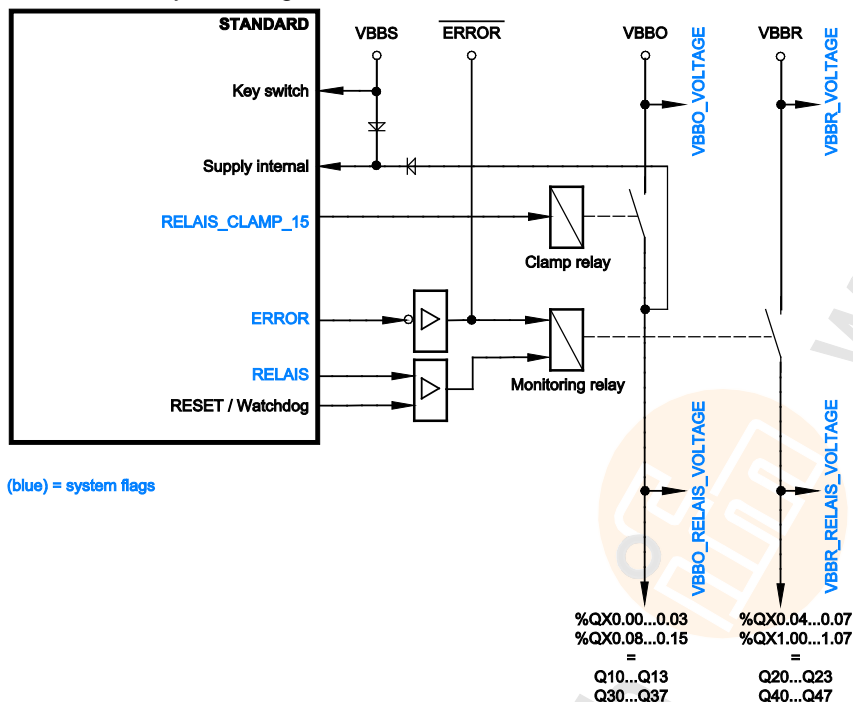 STANDARD
VBBS
ERROR
VBBO
VBBR
VBBO_VOLTAGE
VBBR_VOLTAGE
Key switch
Supply internal
RELAIS_CLAMP_15
Clamp relay
ERROR
RELAIS
RESET / Watchdog
Monitoring relay
VBBO_RELAIS_VOLTAGE
VBBR_RELAIS_VOLTAGE
(blue) = system flags
%QX0.00...0.03
%QX0.08...0.15
=
Q10...Q13
Q30...Q37
%QX0.04...0.07
%QX1.00...1.07
=
Q20...Q23
Q40...Q47